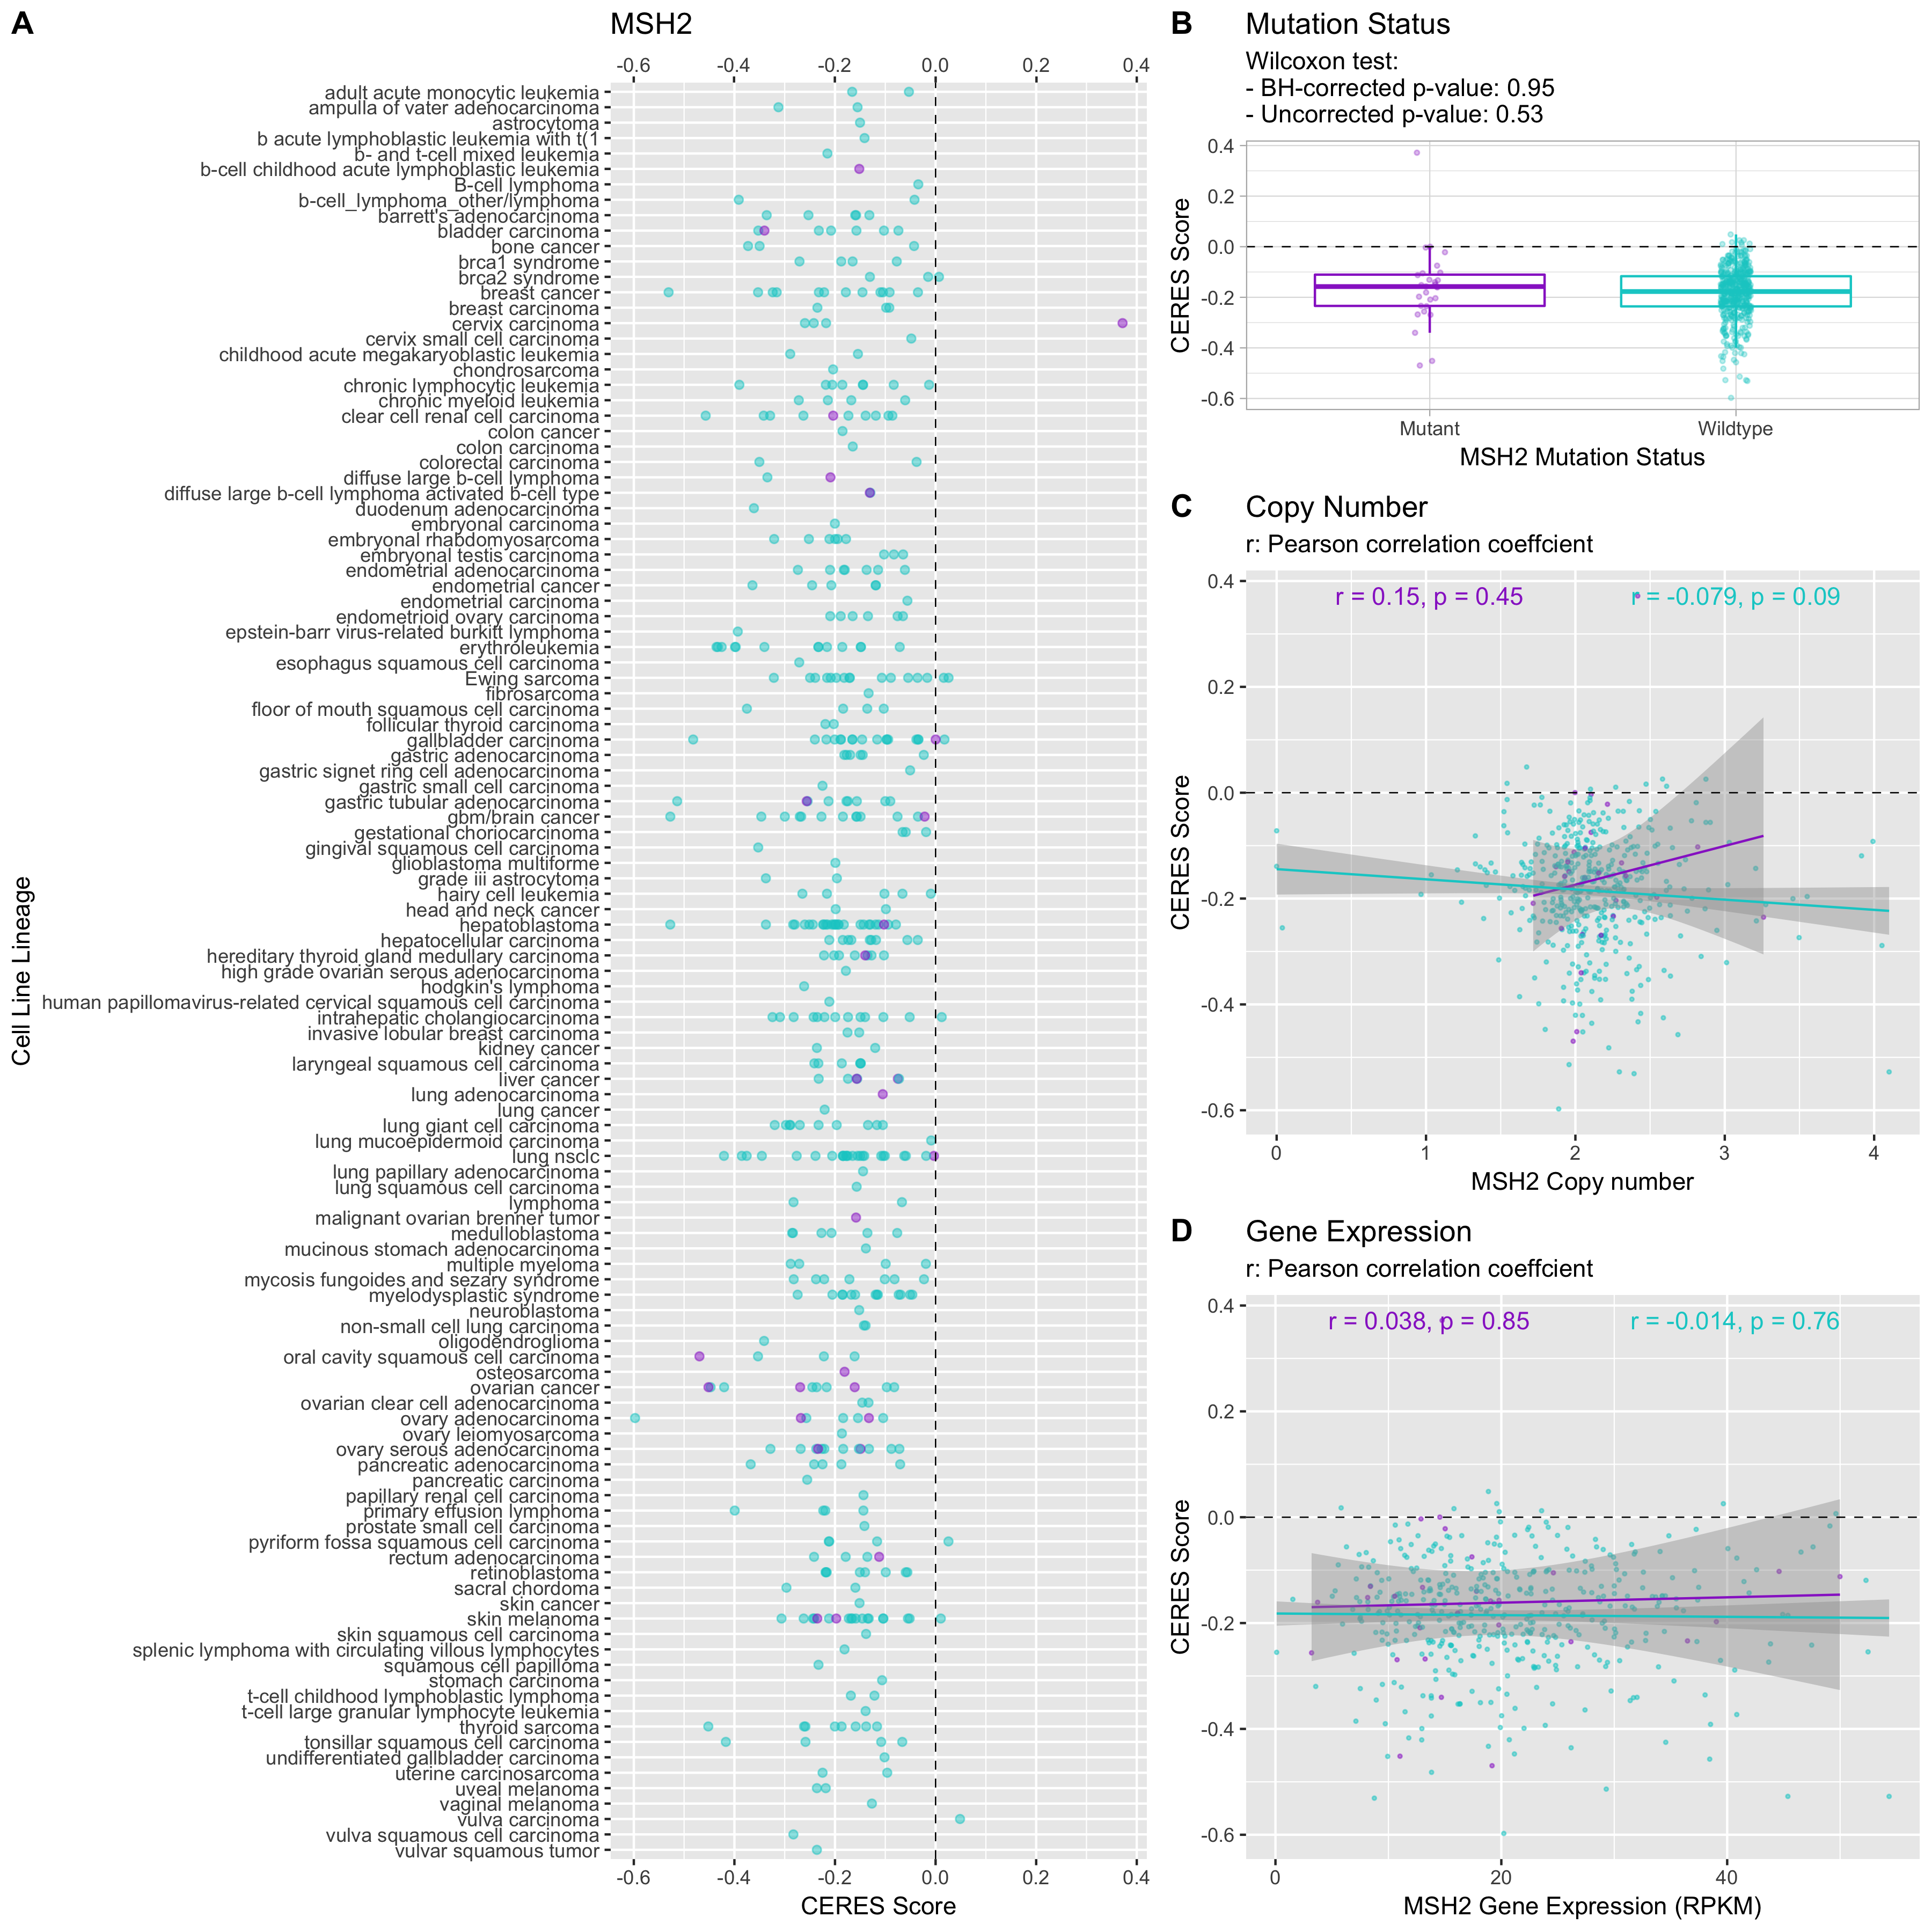 A
MSH2
-0.6 -0.4 -0.2 0.0 0.2 0.4
Cell Line Lineage
adult acute monocytic leukemia
ampulla of vater adenocarcinoma
astrocytoma
b acute lymphoblastic leukemia with t(1
b- and t-cell mixed leukemia
b-cell childhood acute lymphoblastic leukemia
B-cell lymphoma
b-cell_lymphoma_other/lymphoma
barrett's adenocarcinoma
bladder carcinoma
bone cancer
brca1 syndrome
brca2 syndrome
breast cancer
breast carcinoma
cervix carcinoma
cervix small cell carcinoma
childhood acute megakaryoblastic leukemia
chondrosarcoma
chronic lymphocytic leukemia
chronic myeloid leukemia
clear cell renal cell carcinoma
colon cancer
colon carcinoma
colorectal carcinoma
diffuse large b-cell lymphoma
diffuse large b-cell lymphoma activated b-cell type
duodenum adenocarcinoma
embryonal carcinoma
embryonal rhabdomyosarcoma
embryonal testis carcinoma
endometrial adenocarcinoma
endometrial cancer
endometrial carcinoma
endometrioid ovary carcinoma
epstein-barr virus-related burkitt lymphoma
erythroleukemia
esophagus squamous cell carcinoma
Ewing sarcoma
fibrosarcoma
floor of mouth squamous cell carcinoma
follicular thyroid carcinoma
gallbladder carcinoma
gastric adenocarcinoma
gastric signet ring cell adenocarcinoma
gastric small cell carcinoma
gastric tubular adenocarcinoma
gbm/brain cancer
gestational choriocarcinoma
gingival squamous cell carcinoma
glioblastoma multiforme
grade iii astrocytoma
hairy cell leukemia
head and neck cancer
hepatoblastoma
hepatocellular carcinoma
hereditary thyroid gland medullary carcinoma
high grade ovarian serous adenocarcinoma
hodgkin's lymphoma
human papillomavirus-related cervical squamous cell carcinoma
intrahepatic cholangiocarcinoma
invasive lobular breast carcinoma
kidney cancer
laryngeal squamous cell carcinoma
liver cancer
lung adenocarcinoma
lung cancer
lung giant cell carcinoma
lung mucoepidermoid carcinoma
lung nsclc
lung papillary adenocarcinoma
lung squamous cell carcinoma
lymphoma
malignant ovarian brenner tumor
medulloblastoma
mucinous stomach adenocarcinoma
multiple myeloma
mycosis fungoides and sezary syndrome
myelodysplastic syndrome
neuroblastoma
non-small cell lung carcinoma
oligodendroglioma
oral cavity squamous cell carcinoma
osteosarcoma
ovarian cancer
ovarian clear cell adenocarcinoma
ovary adenocarcinoma
ovary leiomyosarcoma
ovary serous adenocarcinoma
pancreatic adenocarcinoma
pancreatic carcinoma
papillary renal cell carcinoma
primary effusion lymphoma
prostate small cell carcinoma
pyriform fossa squamous cell carcinoma
rectum adenocarcinoma
retinoblastoma
sacral chordoma
skin cancer
skin melanoma
skin squamous cell carcinoma
splenic lymphoma with circulating villous lymphocytes
squamous cell papilloma
stomach carcinoma
t-cell childhood lymphoblastic lymphoma
t-cell large granular lymphocyte leukemia
thyroid sarcoma
tonsillar squamous cell carcinoma
undifferentiated gallbladder carcinoma
uterine carcinosarcoma
uveal melanoma
vaginal melanoma
vulva carcinoma
vulva squamous cell carcinoma
vulvar squamous tumor
-0.6 -0.4 -0.2 0.0 0.2 0.4
CERES Score
B
Mutation Status
Wilcoxon test:
- BH-corrected p-value: 0.95
- Uncorrected p-value: 0.53
CERES Score
0.4
0.2
0.0
-0.2
-0.4
-0.6
Mutant Wildtype
MSH2 Mutation Status
C
Copy Number
r: Pearson correlation coeffcient
r = 0.15, p = 0.45 r = -0.079, p = 0.09
CERES Score
0.4
0.2
0.0
-0.2
-0.4
-0.6
0 1 2 3 4
MSH2 Copy number
D
Gene Expression
r: Pearson correlation coeffcient
r = 0.038, p = 0.85 r = -0.014, p = 0.76
CERES Score
0.4
0.2
0.0
-0.2
-0.4
-0.6
0 20 40
MSH2 Gene Expression (RPKM)